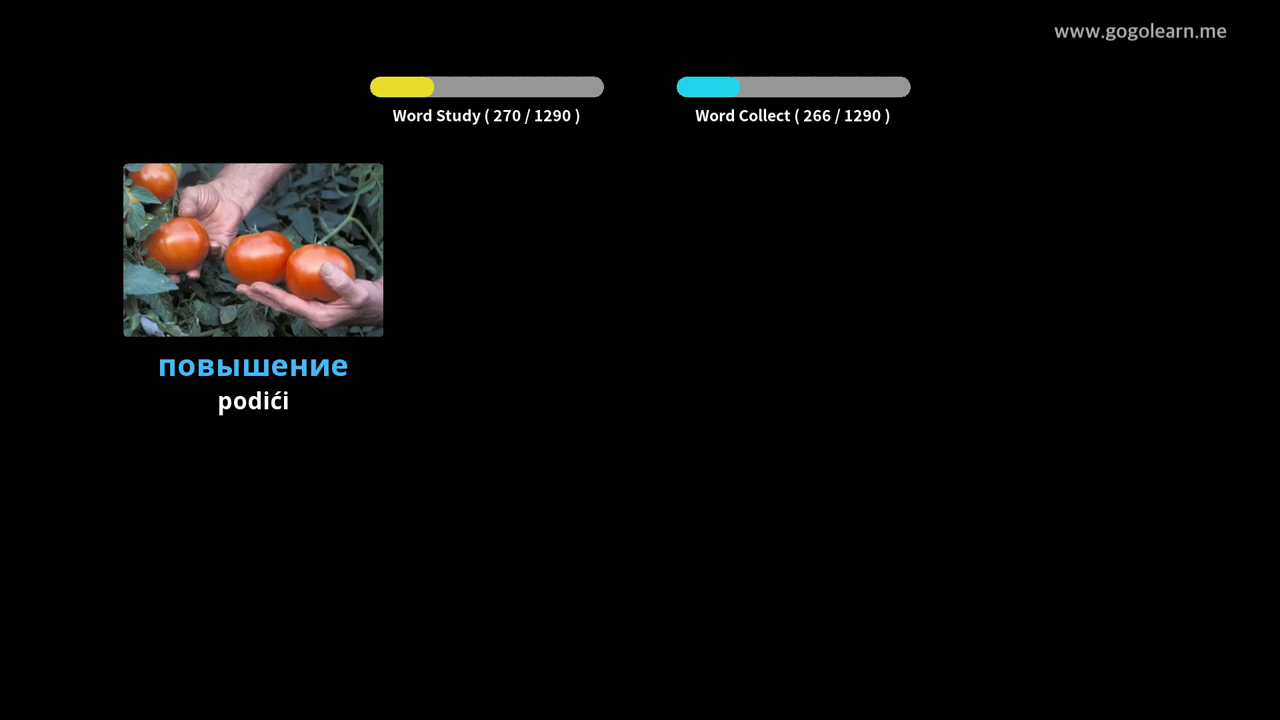 www.gogolearn.me
Word Study ( 270 / 1290 )
Word Collect ( 266 / 1290 )
повышение
podići